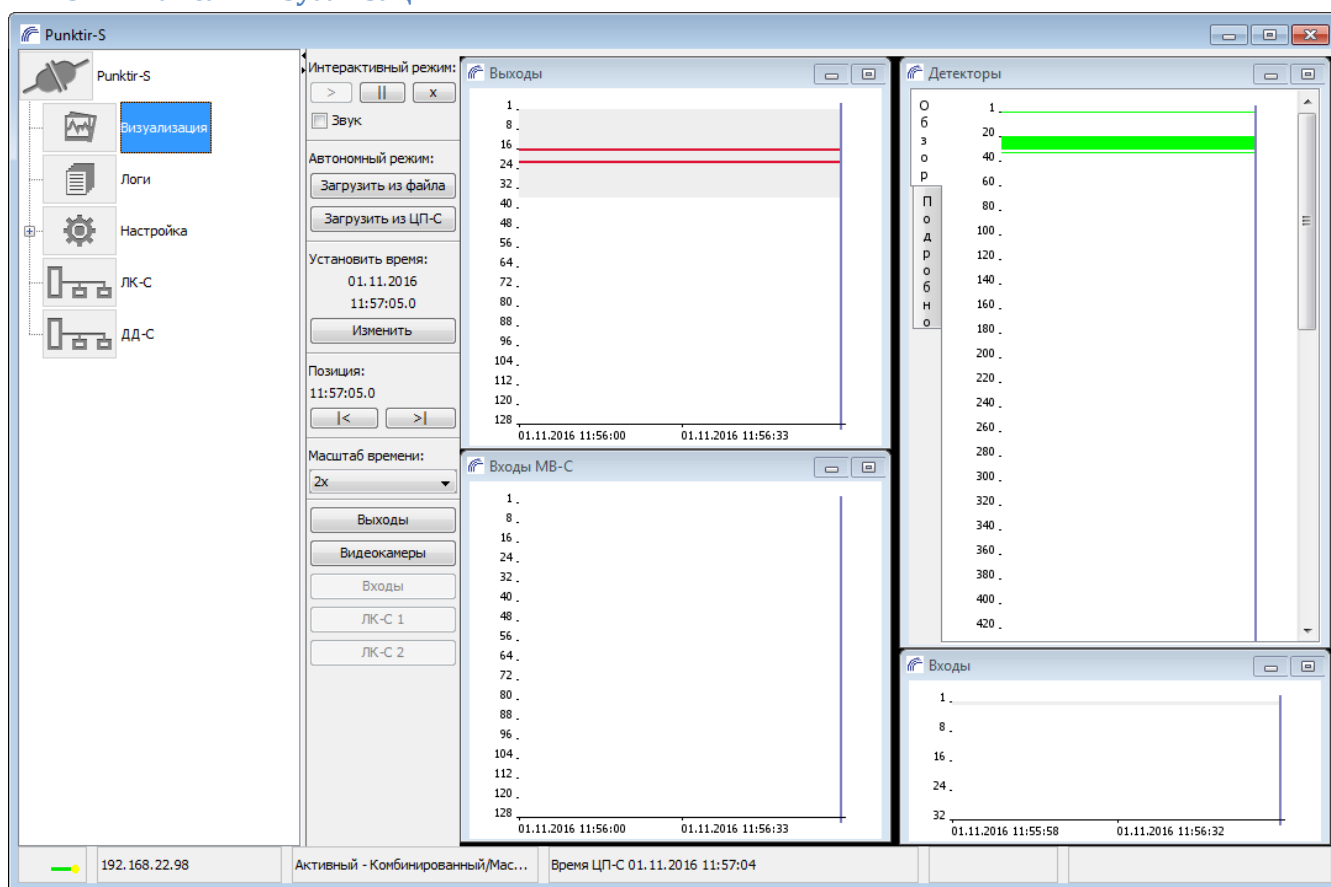 Punktir-S
Punktir-S
Визуализация
Логи
Настройка
ЛК-С
ДД-С
Интерактивный режим:
> || x
Звук
Автономный режим:
Загрузить из файла
Загрузить из ЦП-С
Установить время:
01.11.2016
11:57:05.0
Изменить
Позиция:
11:57:05.0
|< >|
Масштаб времени:
2x
Выходы
Видеокамеры
Входы
ЛК-С 1
ЛК-С 2
Выходы
1
8
16
24
32
40
48
56
64
72
80
88
96
104
112
120
128
01.11.2016 11:56:00 01.11.2016 11:56:33
Входы МВ-С
1
8
16
24
32
40
48
56
64
72
80
88
96
104
112
120
128
01.11.2016 11:56:00 01.11.2016 11:56:33
Детекторы
Обзор
Подробно
1
20
40
60
80
100
120
140
160
180
200
220
240
260
280
300
320
340
360
380
400
420
Входы
1
8
16
24
32
01.11.2016 11:55:58 01.11.2016 11:56:32
192.168.22.98 Активный - Комбинированный/Мас... Время ЦП-С 01.11.2016 11:57:04